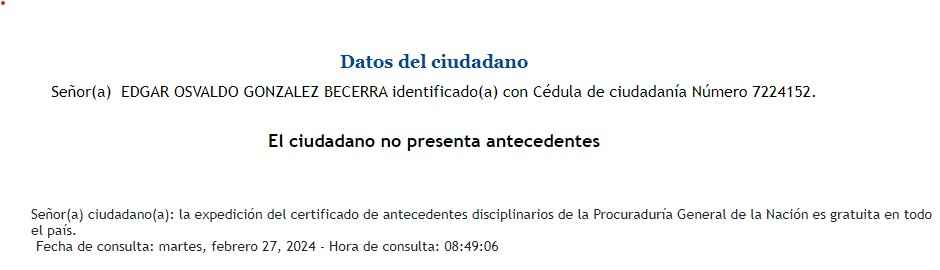 Datos del ciudadano
Señor(a) EDGAR OSVALDO GONZALEZ BECERRA identificado(a) con Cédula de ciudadanía Número 7224152.
El ciudadano no presenta antecedentes
Señor(a) ciudadano(a): la expedición del certificado de antecedentes disciplinarios de la Procuraduría General de la Nación es gratuita en todo
el país.
Fecha de consulta: martes, febrero 27, 2024 - Hora de consulta: 08:49:06